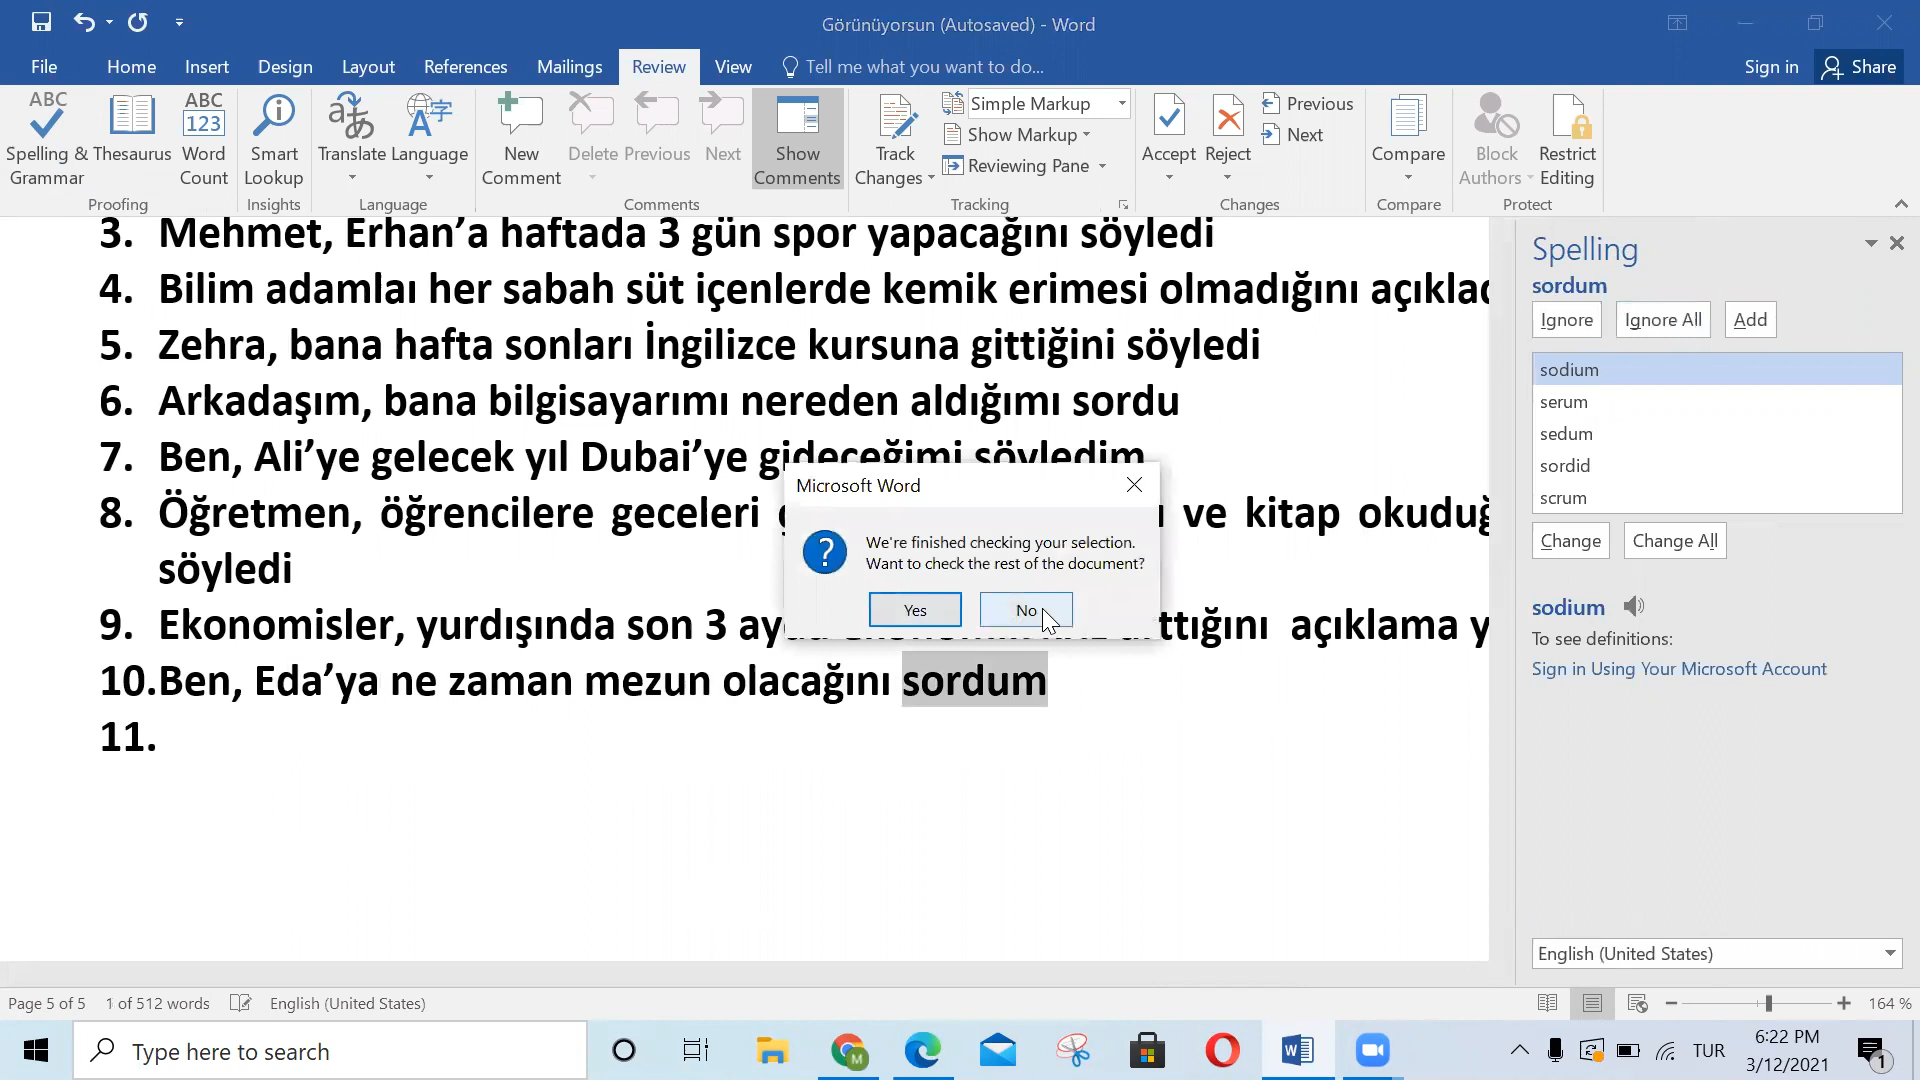 Görünüyorsun (Autosaved) - Word
File Home Insert Design Layout References Mailings Review View Tell me what you want to do... Sign in Share
ABC Spelling & Grammar
Thesaurus
ABC 123 Word Count
Proofing
Smart Lookup
Insights
Translate
Language
Language
New Comment
Delete
Previous
Next
Show Comments
Comments
Track Changes
Simple Markup
Show Markup
Reviewing Pane
Tracking
Accept
Reject
Previous
Next
Changes
Compare
Compare
Block Authors
Restrict Editing
Protect
3. Mehmet, Erhan’a haftada 3 gün spor yapacağını söyledi
4. Bilim adamlaı her sabah süt içenlerde kemik erimesi olmadığını
5. Zehra, bana hafta sonları İngilizce kursuna gittiğini söyledi
6. Arkadaşım, bana bilgisayarımı nereden aldığımı sordu
7. Ben, Ali’ye gelecek yıl Dubai’ye gideceğimi söyledim
8. Öğretmen, öğrencilere geceleri ve kitap
söyledi
9. Ekonomisler, yurdışında son 3 açıklama
10.Ben, Eda’ya ne zaman mezun olacağını sordum
11.
Microsoft Word
We're finished checking your selection.
Want to check the rest of the document?
Yes No
Spelling
sordum
Ignore Ignore All Add
sodium
serum
sedum
sordid
scrum
Change Change All
sodium
To see definitions:
Sign in Using Your Microsoft Account
English (United States)
Page 5 of 5 1 of 512 words English (United States) 164 %
Type here to search
M
TUR
6:22 PM
3/12/2021
1